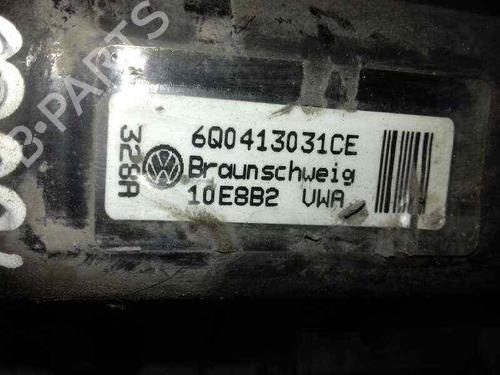 B-PARTS
328A
6Q0413031CE
Braunschweig
10E8B2 VWA